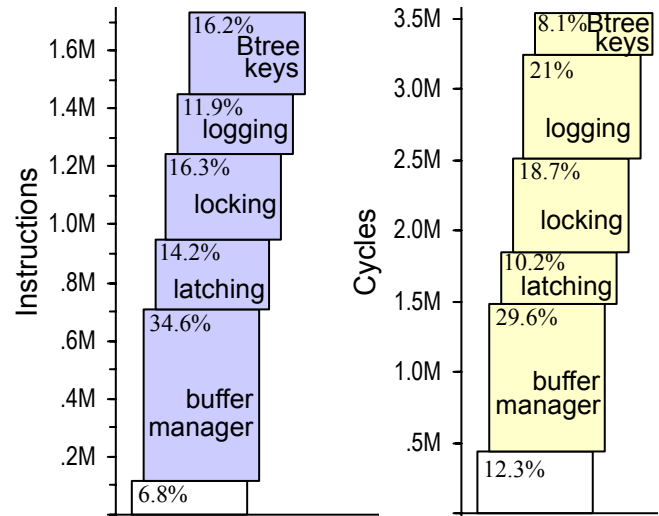 Instructions
1.6M
1.4M
1.2M
1.0M
.8M
.6M
.4M
.2M
16.2%
Btree
keys
11.9%
logging
16.3%
locking
14.2%
latching
34.6%
buffer
manager
6.8%
Cycles
3.5M
3.0M
2.5M
2.0M
1.5M
1.0M
.5M
8.1%
Btree
keys
21%
logging
18.7%
locking
10.2%
latching
29.6%
buffer
manager
12.3%